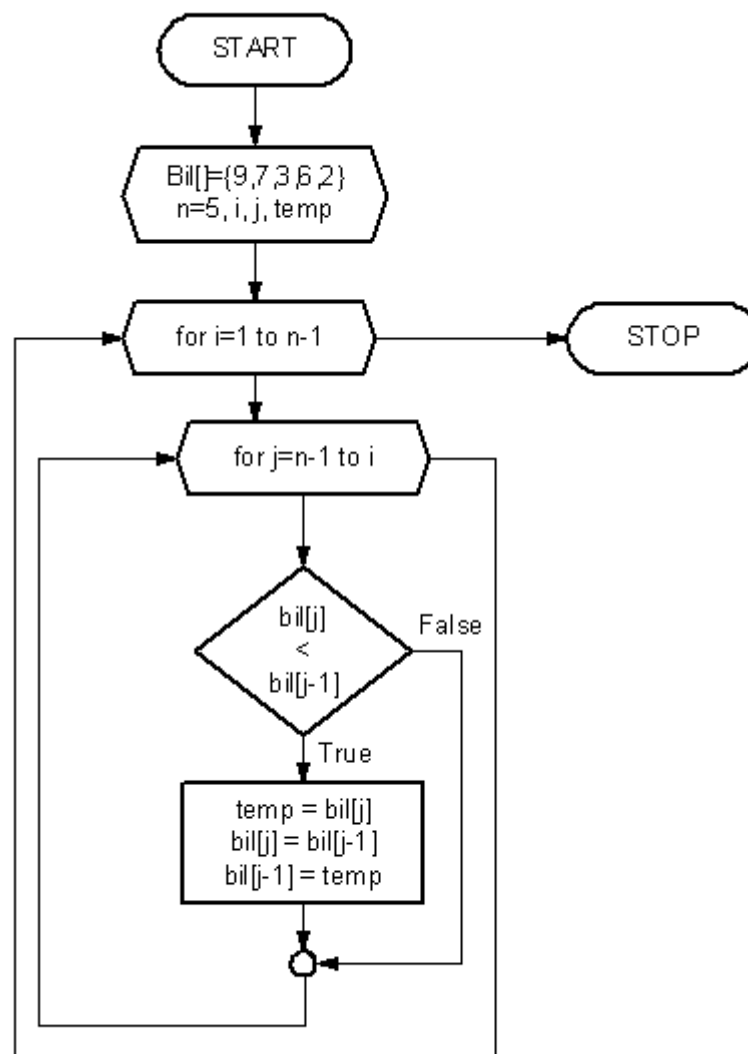 START
Bil[]={9,7,3,6,2}
n=5, i, j, temp
for i=1 to n-1
STOP
for j=n-1 to i
bil[j]
<
bil[j-1]
False
True
temp = bil[j]
bil[j] = bil[j-1]
bil[j-1] = temp